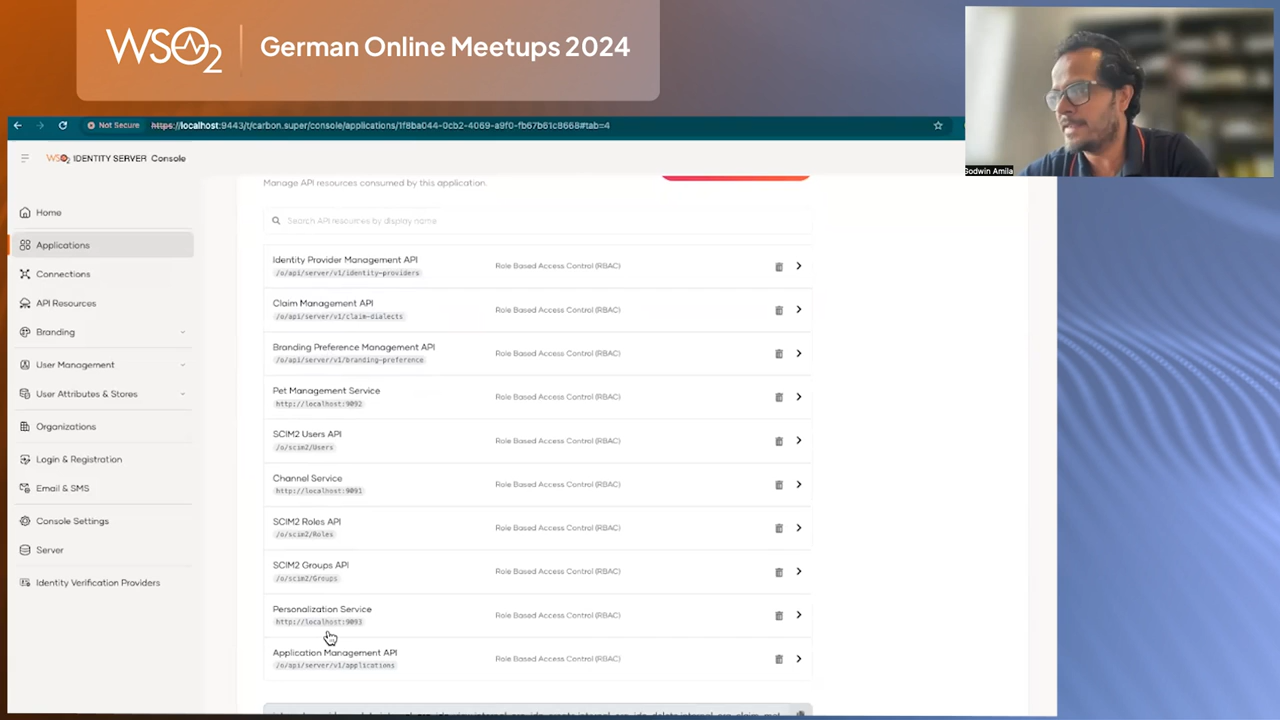 WSO2
German Online Meetups 2024
Not Secure
https://localhost:9443/t/carbon.super/console/applications/1f8ba044-0cb2-4069-a9f0-fb67b61c8668#tab=4
Godwin Amila
WSO2 IDENTITY SERVER Console
Home
Applications
Connections
API Resources
Branding
User Management
User Attributes & Stores
Organizations
Login & Registration
Email & SMS
Console Settings
Server
Identity Verification Providers
Manage API resources consumed by this application.
Search API resources by display name
Identity Provider Management API
/o/api/server/v1/identity-providers
Role Based Access Control (RBAC)
Claim Management API
/o/api/server/v1/claim-dialects
Role Based Access Control (RBAC)
Branding Preference Management API
/o/api/server/v1/branding-preference
Role Based Access Control (RBAC)
Pet Management Service
http://localhost:9092
Role Based Access Control (RBAC)
SCIM2 Users API
/o/scim2/Users
Role Based Access Control (RBAC)
Channel Service
http://localhost:9091
Role Based Access Control (RBAC)
SCIM2 Roles API
/o/scim2/Roles
Role Based Access Control (RBAC)
SCIM2 Groups API
/o/scim2/Groups
Role Based Access Control (RBAC)
Personalization Service
http://localhost:9093
Role Based Access Control (RBAC)
Application Management API
/o/api/server/v1/applications
Role Based Access Control (RBAC)